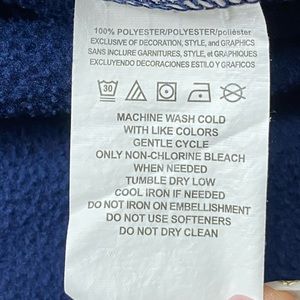 100% POLYESTER/POLYESTER/poliéster
EXCLUSIVE OF DECORATION, STYLE, and GRAPHICS
SANS INCLURE GARNITURES, STYLE, et GRAPHIQUES
EXCLUYENDO DECORACIONES ESTILO Y GRAFICOS
30
MACHINE WASH COLD
WITH LIKE COLORS
GENTLE CYCLE
ONLY NON-CHLORINE BLEACH
WHEN NEEDED
TUMBLE DRY LOW
COOL IRON IF NEEDED
DO NOT IRON ON EMBELLISHMENT
DO NOT USE SOFTENERS
DO NOT DRY CLEAN